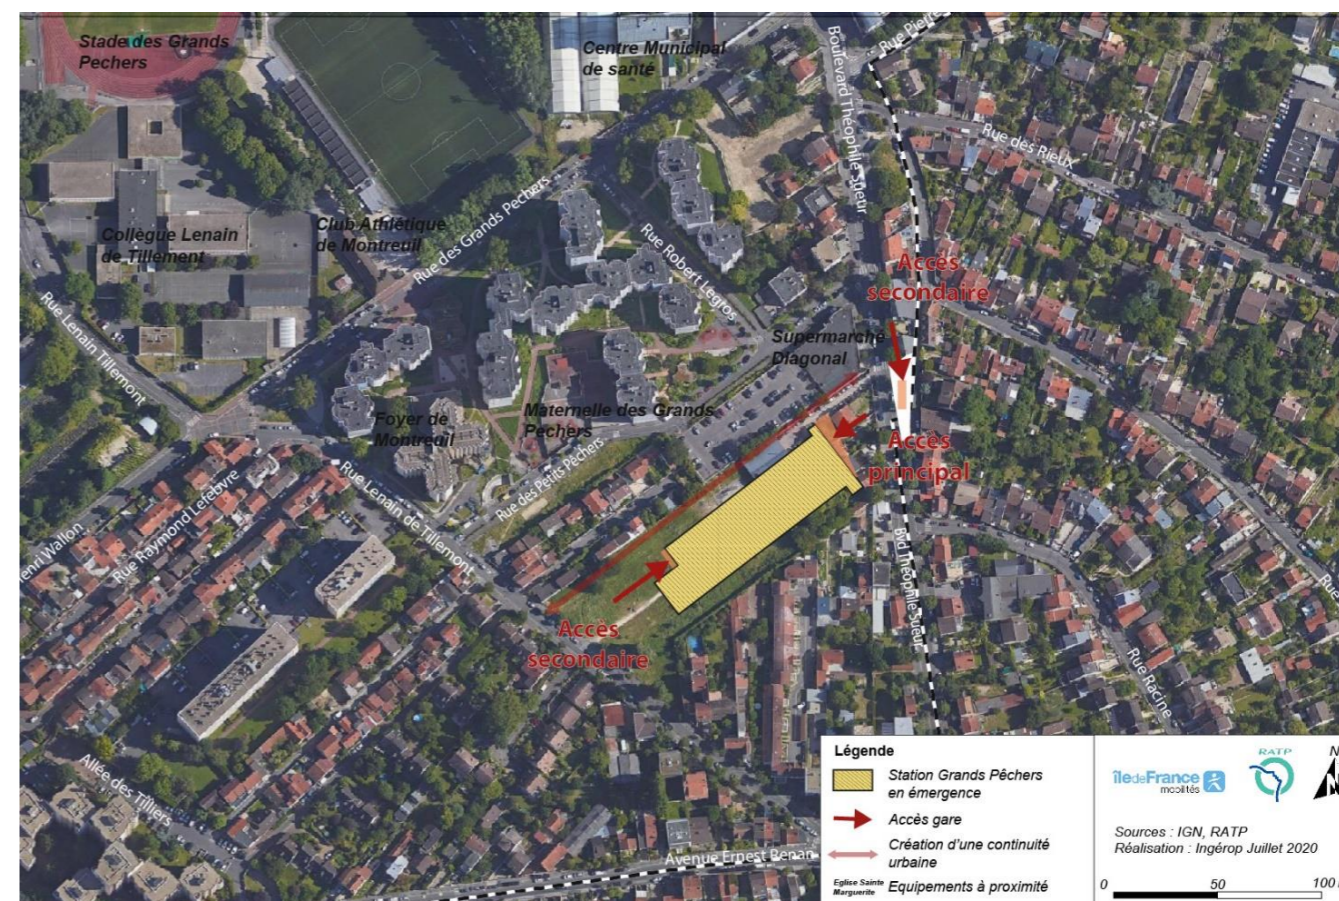 Stade des Grands
Pechers
Centre Municipal
de santé
Rue Pierre
Boulevard Théophile Sueur
Rue des Rieux
Collègue Lenain
de Tillement
Club Athlétique
de Montreuil
Rue des Grands Pechers
Rue Robert Legros
Accès
secondaire
Rue Lenain Tillemont
Supermarché
Diagonal
Foyer de
Montreuil
Maternelle des Grands
Pechers
Accès
principal
Rue des Petits Pechers
Henri Wallon
Rue Raymond Lefebvre
Rue Lenain de Tillemont
Accès
secondaire
Bvd Théophile Sueur
Rue Racine
Rue
Allée des Tilliers
Avenue Ernest Renan
Légende
Station Grands Pêchers
en émergence
Accès gare
Création d'une continuité
urbaine
Eglise Sainte
Marguerite
Equipements à proximité
îledeFrance
mobilités
RATP
N
Sources : IGN, RATP
Réalisation : Ingérop Juillet 2020
0 50 100